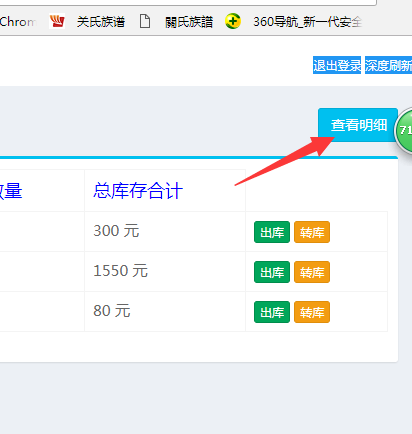 Chrom 关氏族谱 關氏族譜 360导航_新一代安全
退出登录 深度刷新
查看明细
71
数量 总库存合计
300 元 出库 转库
1550 元 出库 转库
80 元 出库 转库